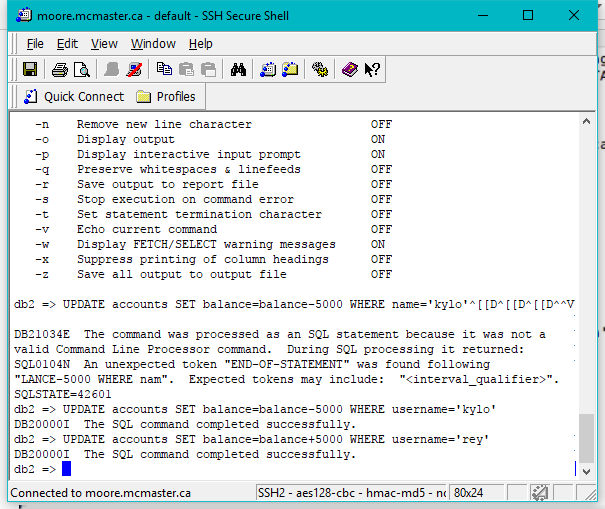 moore.mcmaster.ca - default - SSH Secure Shell
File Edit View Window Help
Quick Connect Profiles
-n Remove new line character OFF
-o Display output ON
-p Display interactive input prompt ON
-q Preserve whitespaces & linefeeds OFF
-r Save output to report file OFF
-s Stop execution on command error OFF
-t Set statement termination character OFF
-v Echo current command OFF
-w Display FETCH/SELECT warning messages ON
-x Suppress printing of column headings OFF
-z Save all output to output file OFF
db2 => UPDATE accounts SET balance=balance-5000 WHERE name='kylo'^[[D^[[D^[[D^^V
DB21034E The command was processed as an SQL statement because it was not a
valid Command Line Processor command. During SQL processing it returned:
SQL0104N An unexpected token "END-OF-STATEMENT" was found following
"LANCE-5000 WHERE nam". Expected tokens may include: "<interval_qualifier>".
SQLSTATE=42601
db2 => UPDATE accounts SET balance=balance-5000 WHERE username='kylo'
DB20000I The SQL command completed successfully.
db2 => UPDATE accounts SET balance=balance+5000 WHERE username='rey'
DB20000I The SQL command completed successfully.
db2 =>
Connected to moore.mcmaster.ca SSH2 - aes128-cbc - hmac-md5 - 80x24